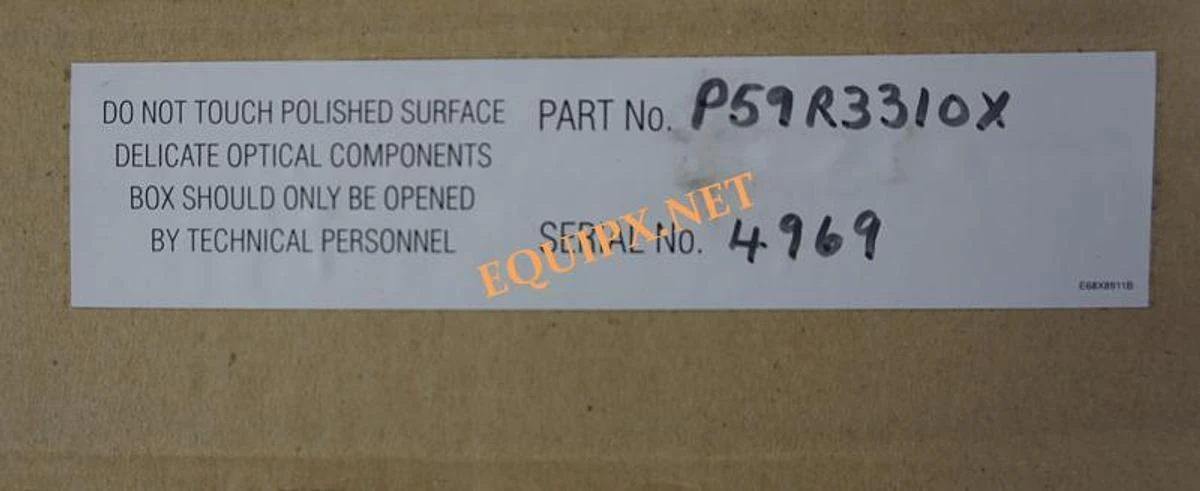 DO NOT TOUCH POLISHED SURFACE
DELICATE OPTICAL COMPONENTS
BOX SHOULD ONLY BE OPENED
BY TECHNICAL PERSONNEL
PART No. P59R3310X
SERIAL No. 4969
EQUIPX.NET
E68X8911B